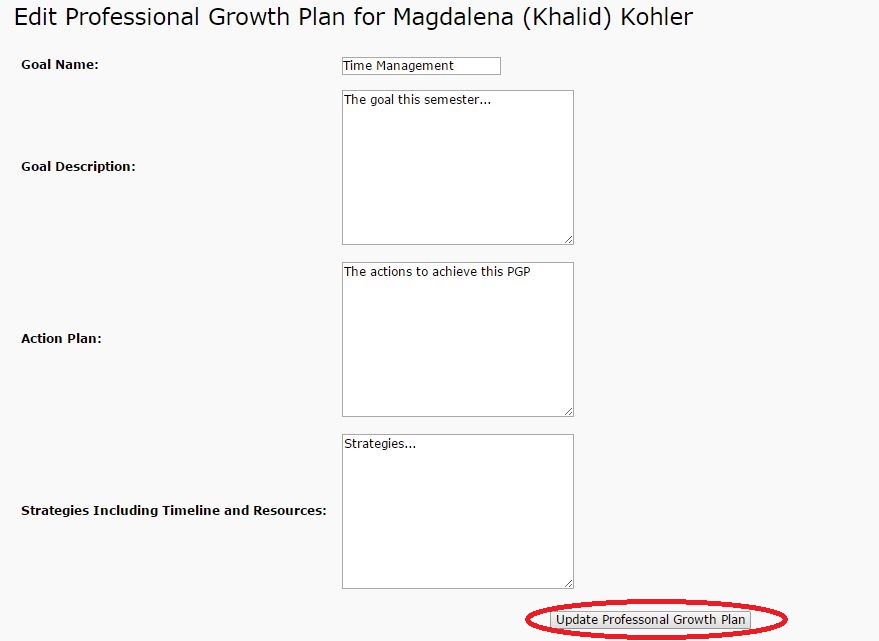 Edit Professional Growth Plan for Magdalena (Khalid) Kohler
Goal Name:
Time Management
Goal Description:
The goal this semester...
Action Plan:
The actions to achieve this PGP
Strategies Including Timeline and Resources:
Strategies...
Update Professonal Growth Plan